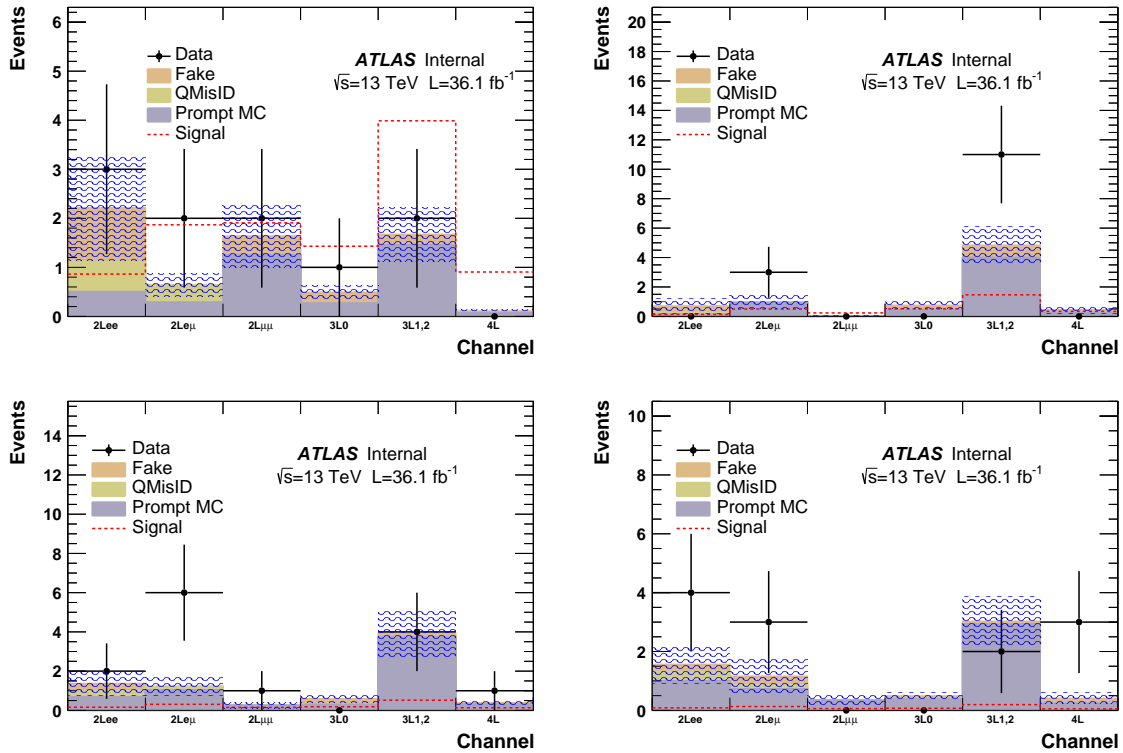 Events
6
5
4
3
2
1
0
Data
Fake
QMisID
Prompt MC
Signal
ATLAS Internal
√s=13 TeV L=36.1 fb⁻¹
2Lee 2Leμ 2Lμμ 3L0 3L1,2 4L
Channel
Events
20
18
16
14
12
10
8
6
4
2
0
Data
Fake
QMisID
Prompt MC
Signal
ATLAS Internal
√s=13 TeV L=36.1 fb⁻¹
2Lee 2Leμ 2Lμμ 3L0 3L1,2 4L
Channel
Events
14
12
10
8
6
4
2
0
Data
Fake
QMisID
Prompt MC
Signal
ATLAS Internal
√s=13 TeV L=36.1 fb⁻¹
2Lee 2Leμ 2Lμμ 3L0 3L1,2 4L
Channel
Events
10
8
6
4
2
0
Data
Fake
QMisID
Prompt MC
Signal
ATLAS Internal
√s=13 TeV L=36.1 fb⁻¹
2Lee 2Leμ 2Lμμ 3L0 3L1,2 4L
Channel